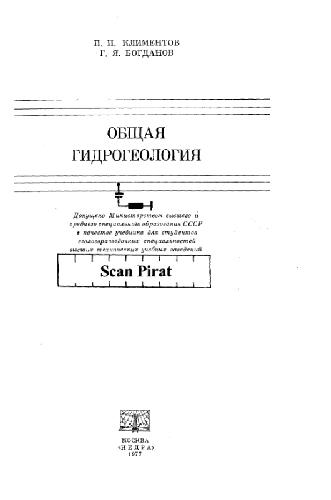 П. П. КЛИМЕНТОВ
Г. Я. БОГДАНОВ
ОБЩАЯ
ГИДРОГЕОЛОГИЯ
Допущено Министерством высшего и
среднего специального образования СССР
в качестве учебника для студентов
геологоразведочных специальностей
высших технических учебных заведений
Scan Pirat
МОСКВА
«НЕДРА»
1977